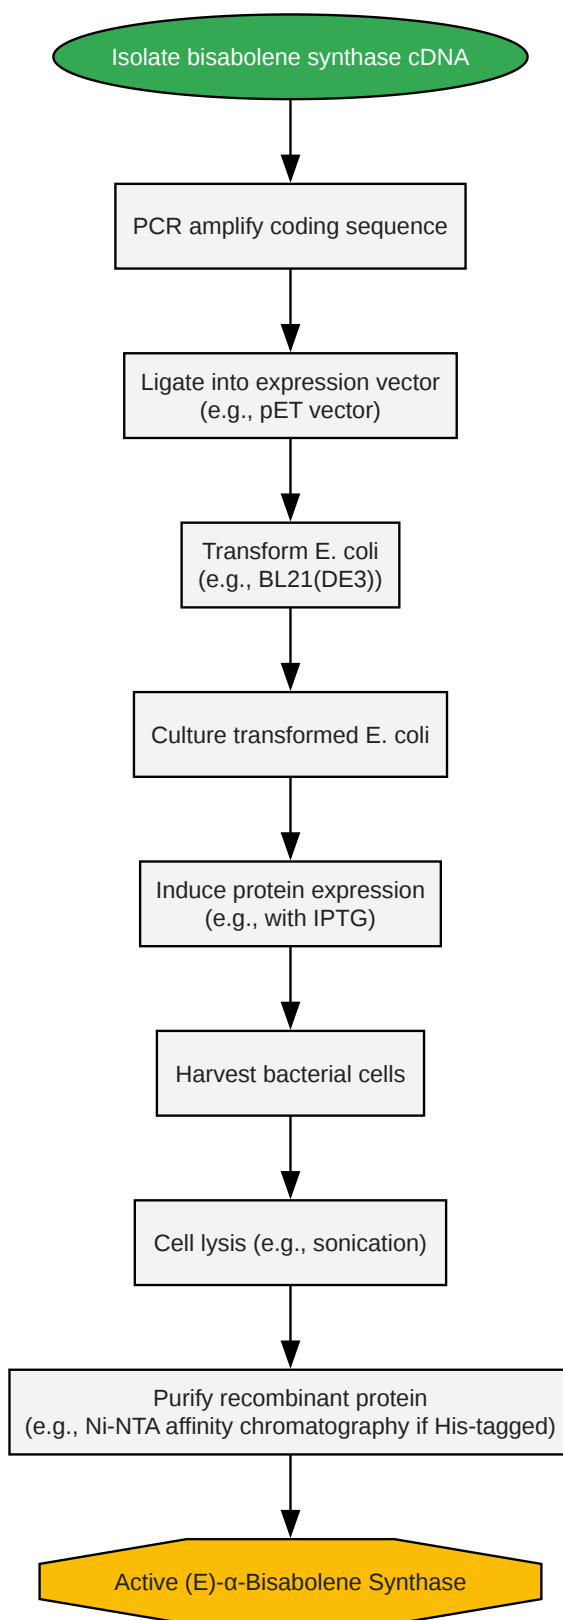 Isolate bisabolene synthase cDNA
PCR amplify coding sequence
Ligate into expression vector
(e.g., pET vector)
Transform E. coli
(e.g., BL21(DE3))
Culture transformed E. coli
Induce protein expression
(e.g., with IPTG)
Harvest bacterial cells
Cell lysis (e.g., sonication)
Purify recombinant protein
(e.g., Ni-NTA affinity chromatography if His-tagged)
Active (E)-α-Bisabolene Synthase